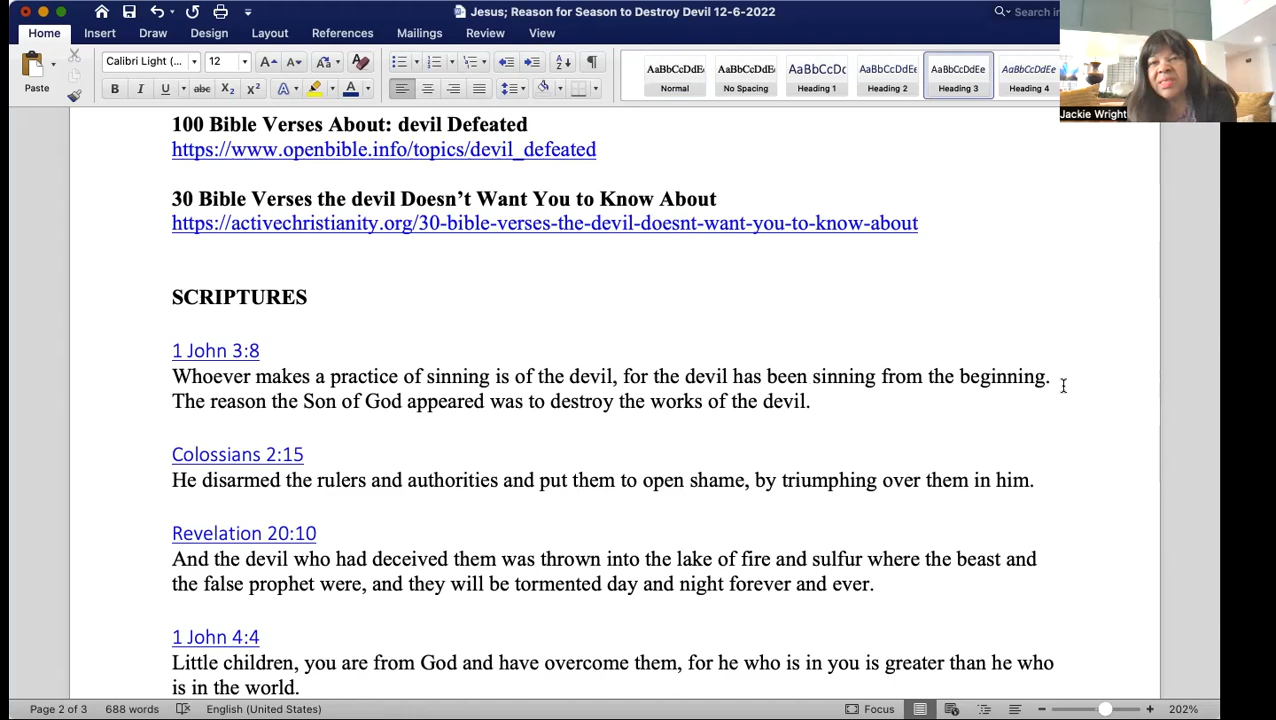 Jesus; Reason for Season to Destroy Devil 12-6-2022
Search in
Home Insert Draw Design Layout References Mailings Review View
Paste
Calibri Light (... 12
AaBbCcDdEe AaBbCcDdEe AaBbCcDc AaBbCcDdEe AaBbCcDdEe AaBbCcDdEe
Normal No Spacing Heading 1 Heading 2 Heading 3 Heading 4
Jackie Wright
100 Bible Verses About: devil Defeated
https://www.openbible.info/topics/devil_defeated
30 Bible Verses the devil Doesn’t Want You to Know About
https://activechristianity.org/30-bible-verses-the-devil-doesnt-want-you-to-know-about
SCRIPTURES
1 John 3:8
Whoever makes a practice of sinning is of the devil, for the devil has been sinning from the beginning.
The reason the Son of God appeared was to destroy the works of the devil.
Colossians 2:15
He disarmed the rulers and authorities and put them to open shame, by triumphing over them in him.
Revelation 20:10
And the devil who had deceived them was thrown into the lake of fire and sulfur where the beast and
the false prophet were, and they will be tormented day and night forever and ever.
1 John 4:4
Little children, you are from God and have overcome them, for he who is in you is greater than he who
is in the world.
Page 2 of 3 688 words English (United States) Focus 202%